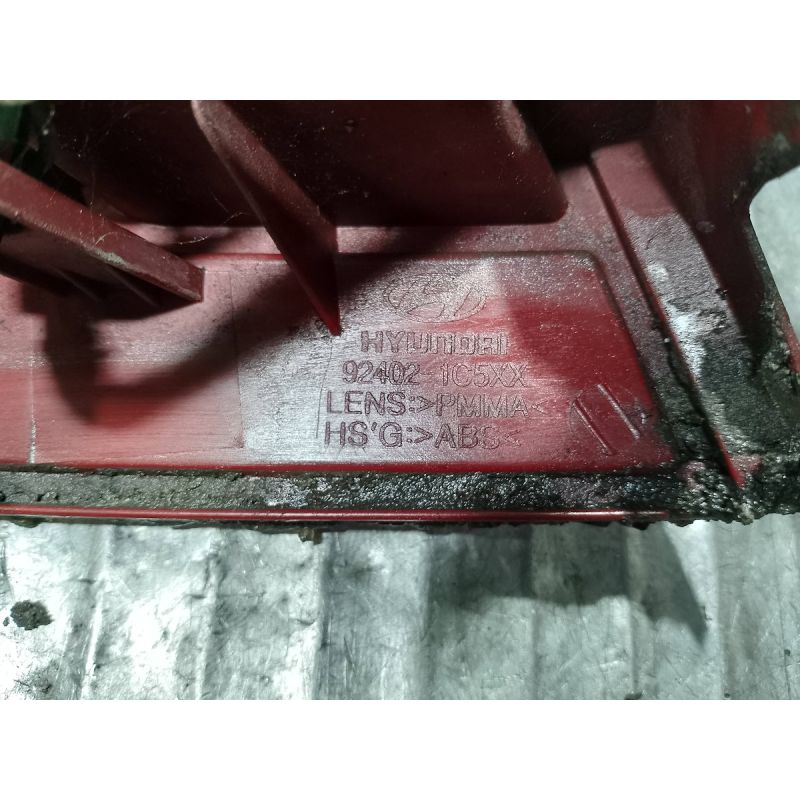 HYUNDAI
92402 1C5XX
LENS:>PMMA<
HS'G:>ABS<